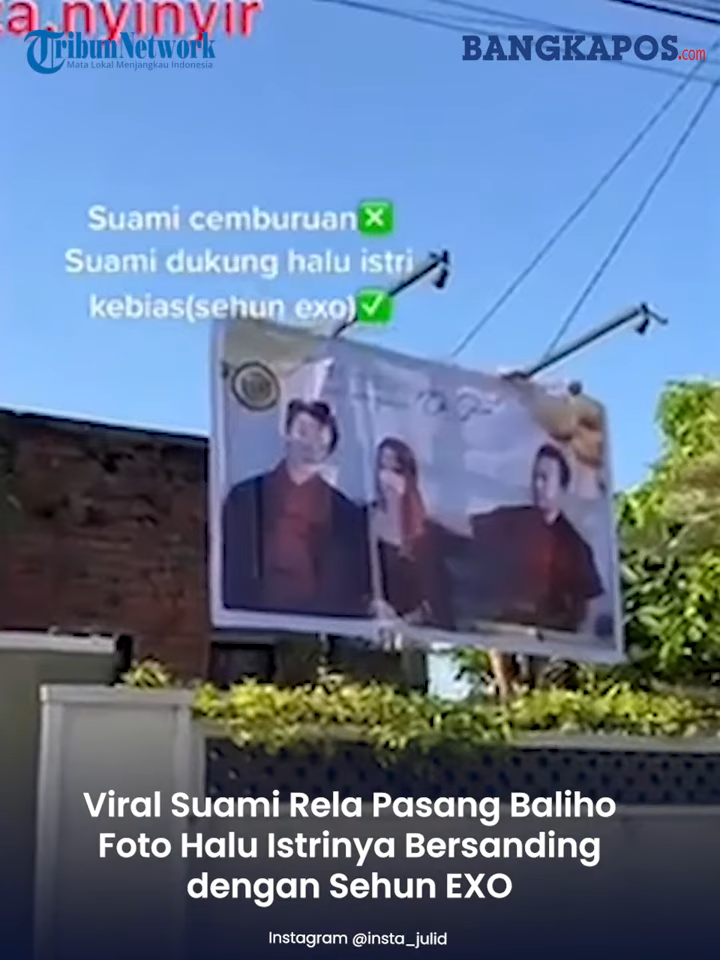 ta.nyinyir
TribunNetwork
Mata Lokal Menjangkau Indonesia
BANGKAPOS.com
Suami cemburuan❎
Suami dukung halu istri
kebias(sehun exo)✅
Viral Suami Rela Pasang Baliho
Foto Halu Istrinya Bersanding
dengan Sehun EXO
Instagram @insta_julid